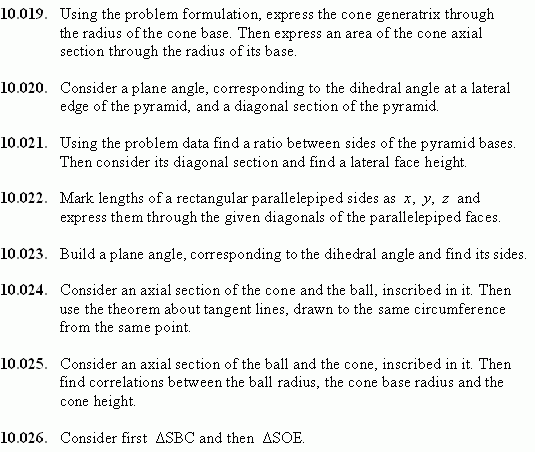 10.019. Using the problem formulation, express the cone generatrix through
the radius of the cone base. Then express an area of the cone axial
section through the radius of its base.
10.020. Consider a plane angle, corresponding to the dihedral angle at a lateral
edge of the pyramid, and a diagonal section of the pyramid.
10.021. Using the problem data find a ratio between sides of the pyramid bases.
Then consider its diagonal section and find a lateral face height.
10.022. Mark lengths of a rectangular parallelepiped sides as x, y, z and
express them through the given diagonals of the parallelepiped faces.
10.023. Build a plane angle, corresponding to the dihedral angle and find its sides.
10.024. Consider an axial section of the cone and the ball, inscribed in it. Then
use the theorem about tangent lines, drawn to the same circumference
from the same point.
10.025. Consider an axial section of the ball and the cone, inscribed in it. Then
find correlations between the ball radius, the cone base radius and the
cone height.
10.026. Consider first ΔSBC and then ΔSOE.